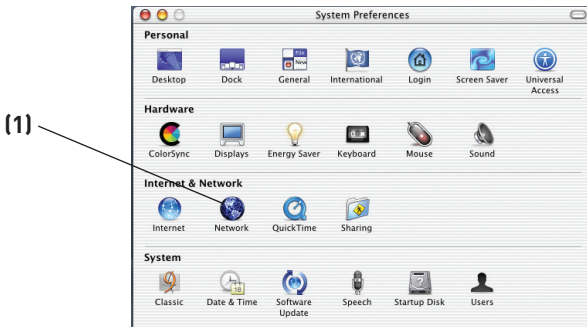 System Preferences
Personal
File
New
Desktop Dock General International Login Screen Saver Universal
Access
Hardware
(1)
ColorSync Displays Energy Saver Keyboard Mouse Sound
Internet & Network
Internet Network QuickTime Sharing
System
18
?
Classic Date & Time Software Speech Startup Disk Users
Update